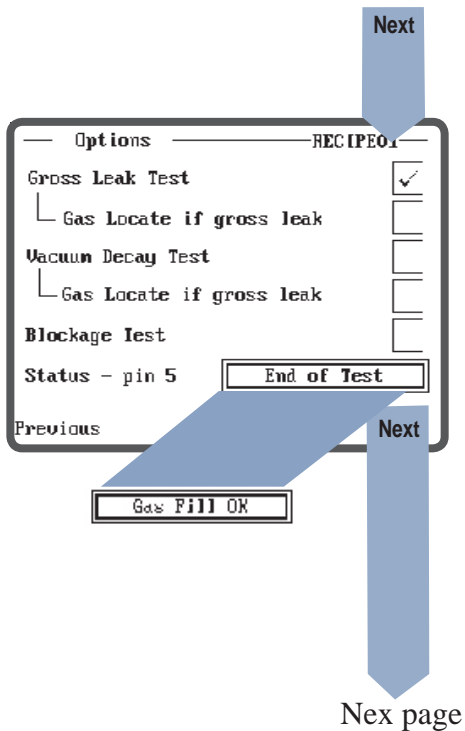 Next
Options RECIPE01
Gross Leak Test ✓
Gas Locate if gross leak
Vacuum Decay Test
Gas Locate if gross leak
Blockage Test
Status - pin 5 End of Test
Previous Next
Gas Fill OK
Nex page